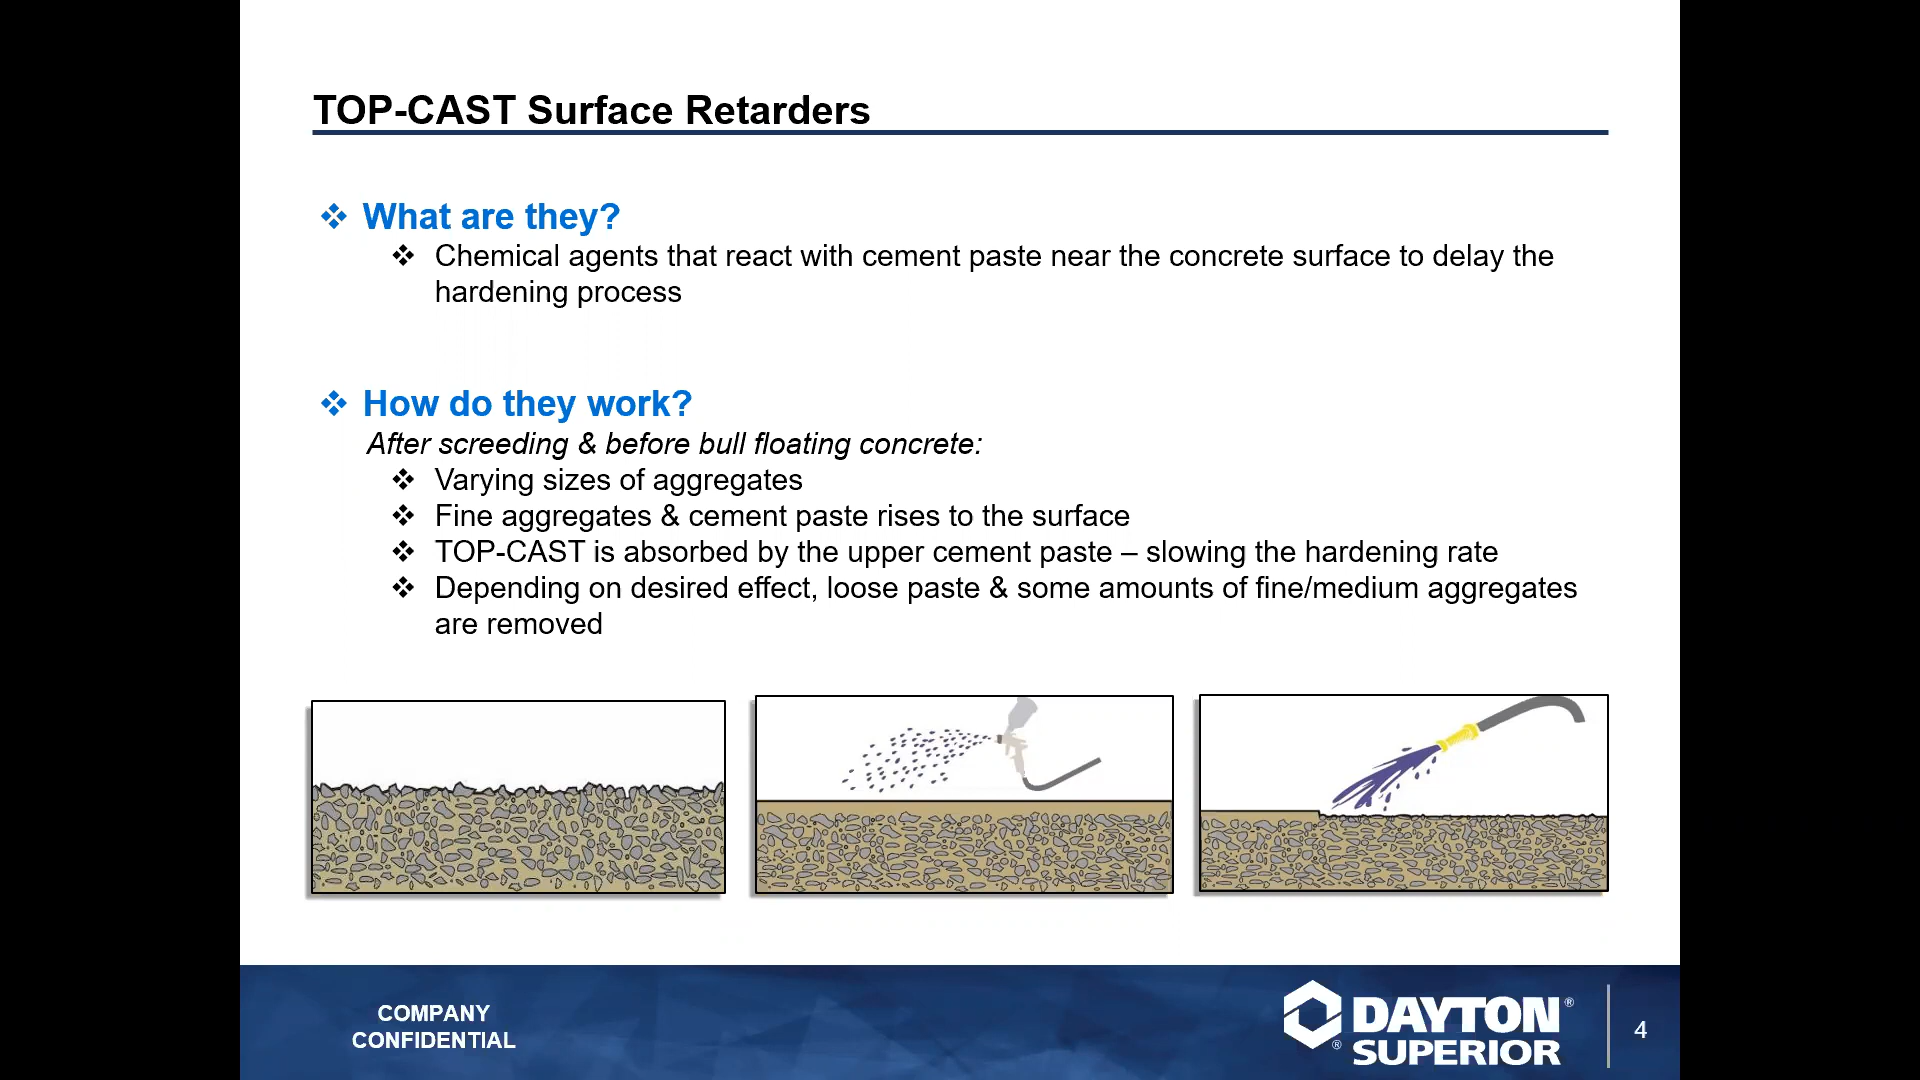 TOP-CAST Surface Retarders
❖ What are they?
❖ Chemical agents that react with cement paste near the concrete surface to delay the
hardening process
❖ How do they work?
After screeding & before bull floating concrete:
❖ Varying sizes of aggregates
❖ Fine aggregates & cement paste rises to the surface
❖ TOP-CAST is absorbed by the upper cement paste – slowing the hardening rate
❖ Depending on desired effect, loose paste & some amounts of fine/medium aggregates
are removed
COMPANY
CONFIDENTIAL
DAYTON®
®SUPERIOR
4